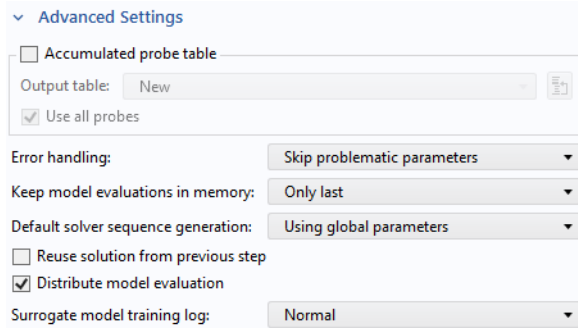 Advanced Settings
Accumulated probe table
Output table: New
Use all probes
Error handling: Skip problematic parameters
Keep model evaluations in memory: Only last
Default solver sequence generation: Using global parameters
Reuse solution from previous step
Distribute model evaluation
Surrogate model training log: Normal